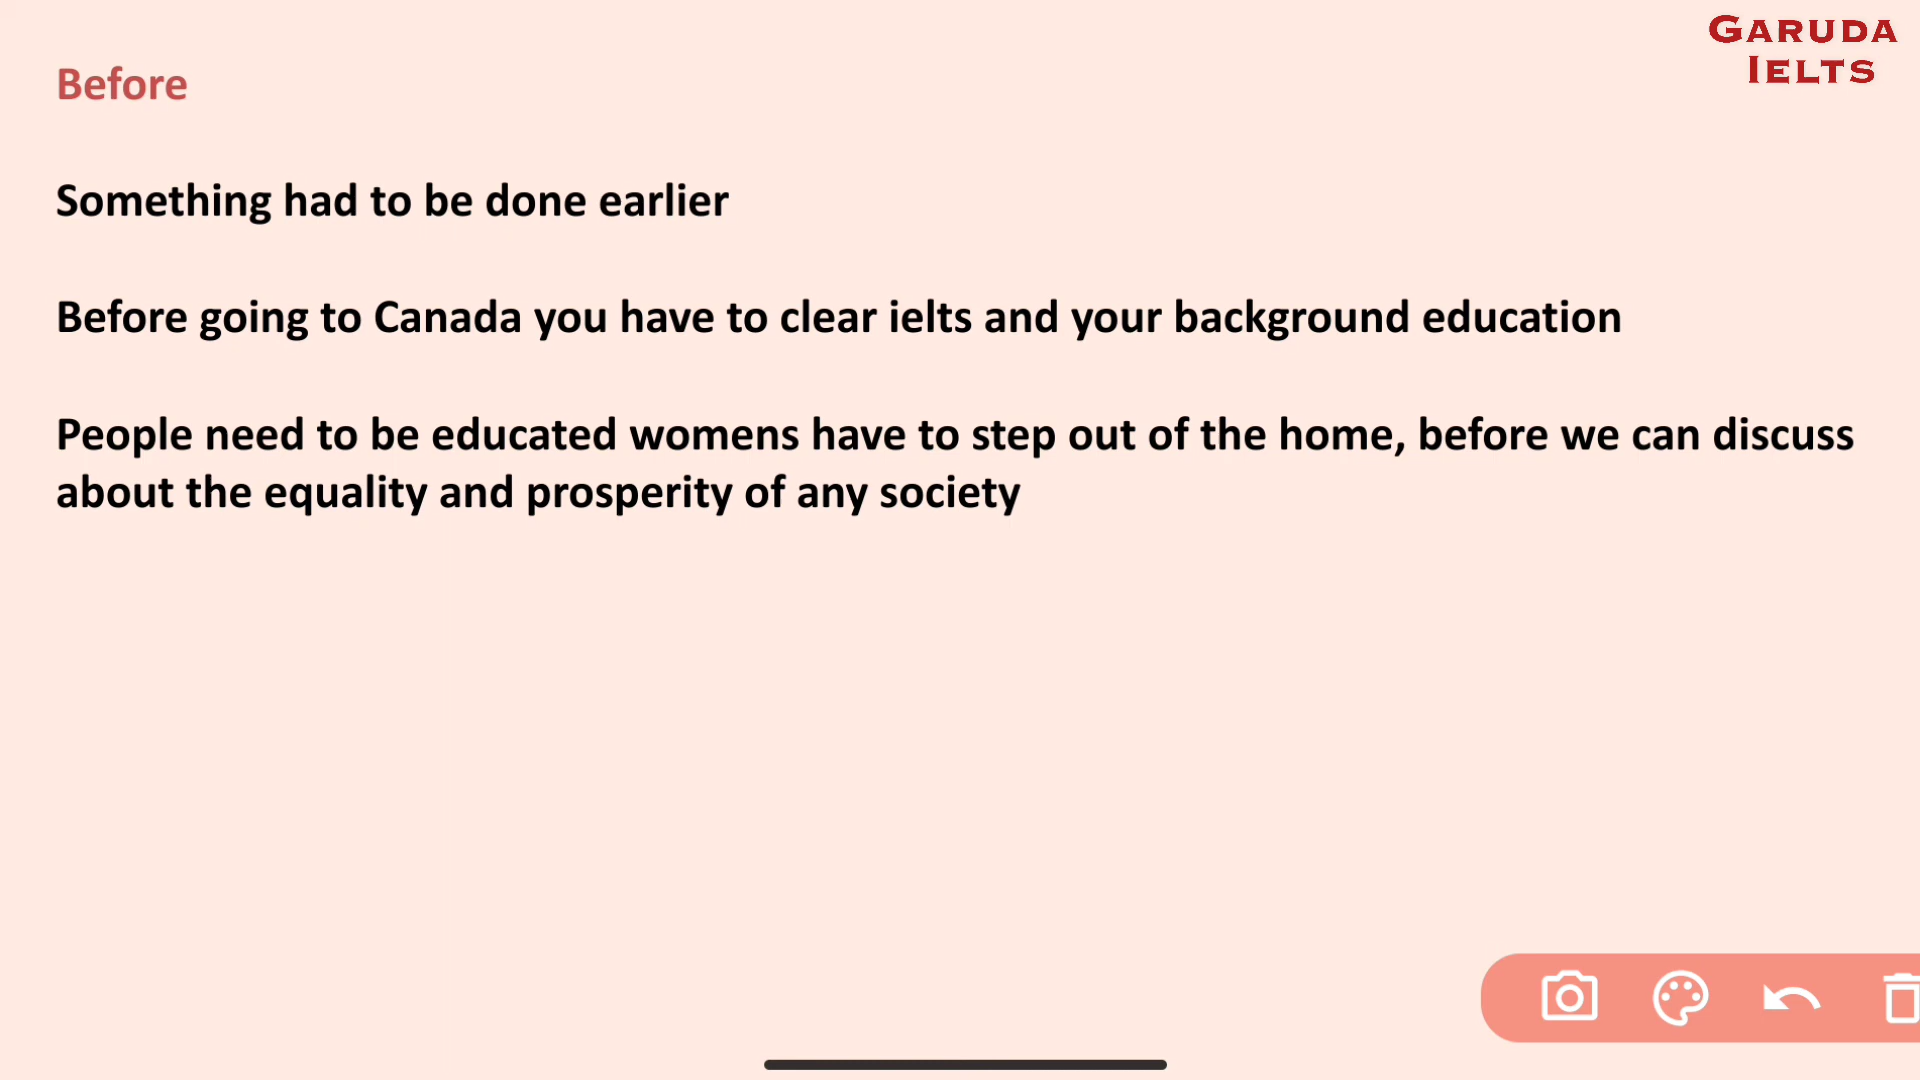 GARUDA
IELTS
Before
Something had to be done earlier
Before going to Canada you have to clear ielts and your background education
People need to be educated womens have to step out of the home, before we can discuss
about the equality and prosperity of any society